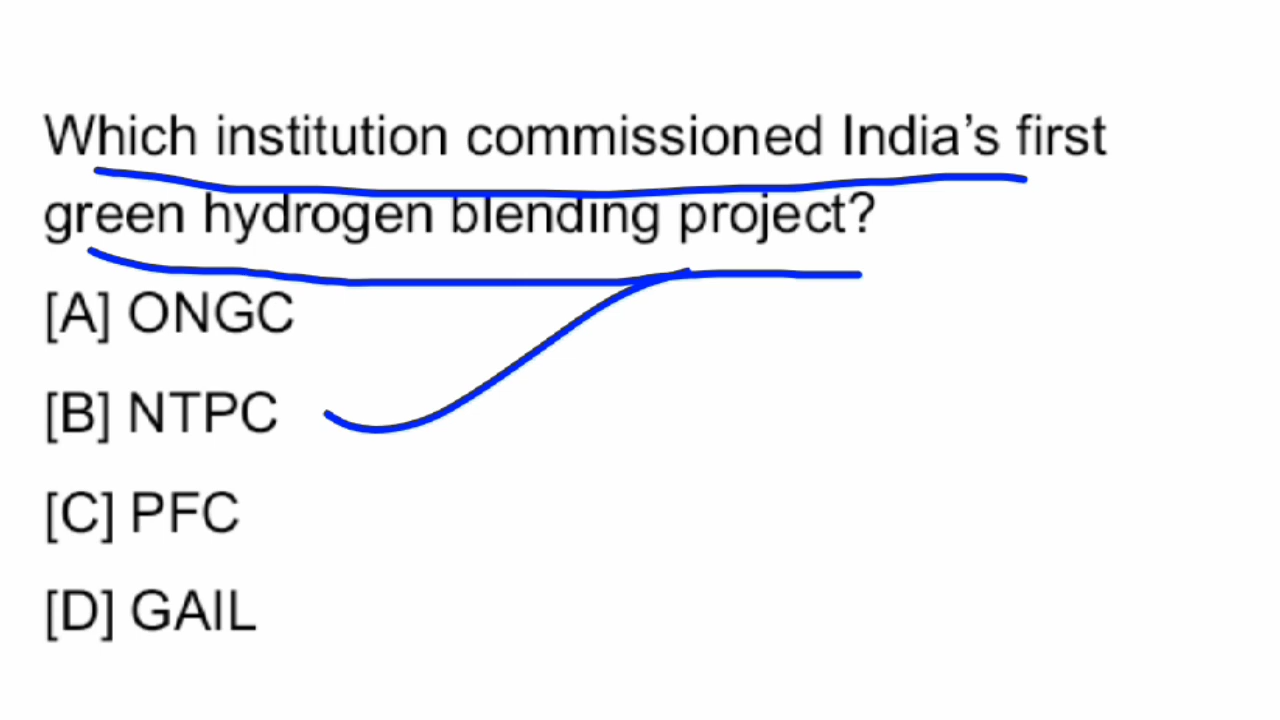 Which institution commissioned India’s first
green hydrogen blending project?
[A] ONGC
[B] NTPC
[C] PFC
[D] GAIL